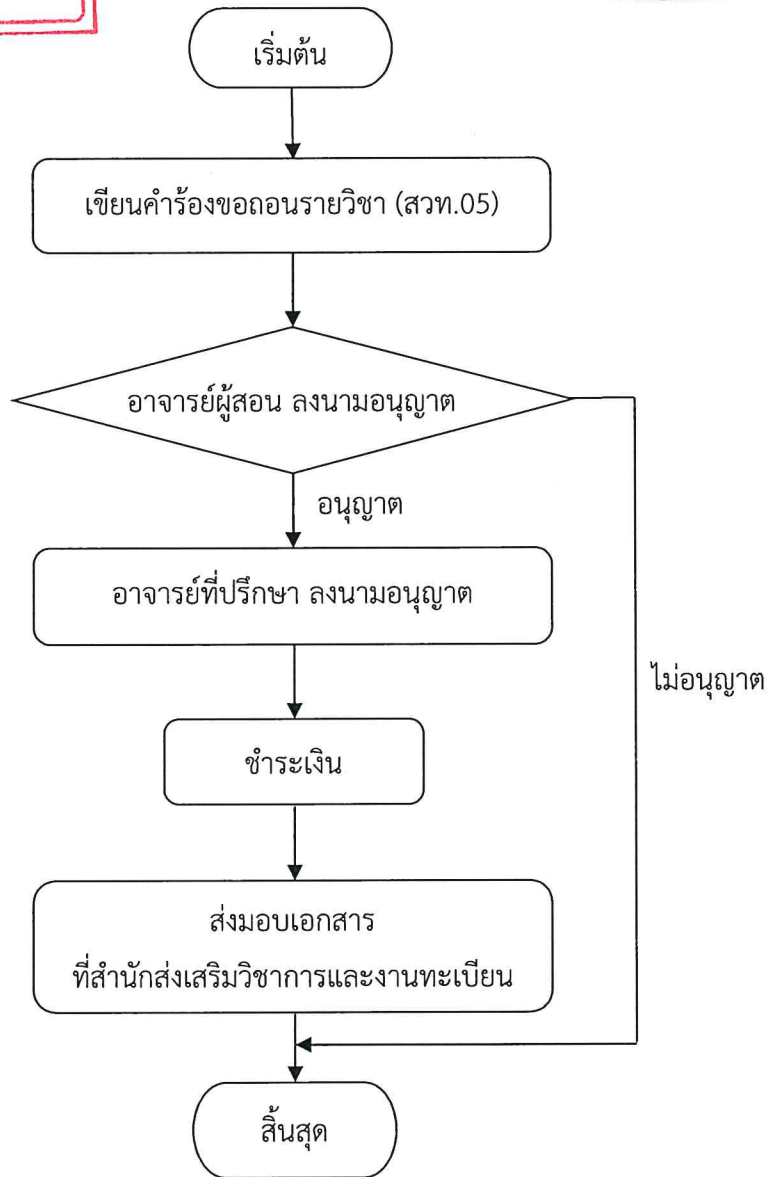 เริ่มต้น
เขียนคำร้องขอถอนรายวิชา (สวท.05)
อาจารย์ผู้สอน ลงนามอนุญาต
อนุญาต
อาจารย์ที่ปรึกษา ลงนามอนุญาต
ไม่อนุญาต
ชำระเงิน
ส่งมอบเอกสาร
ที่สำนักส่งเสริมวิชาการและงานทะเบียน
สิ้นสุด